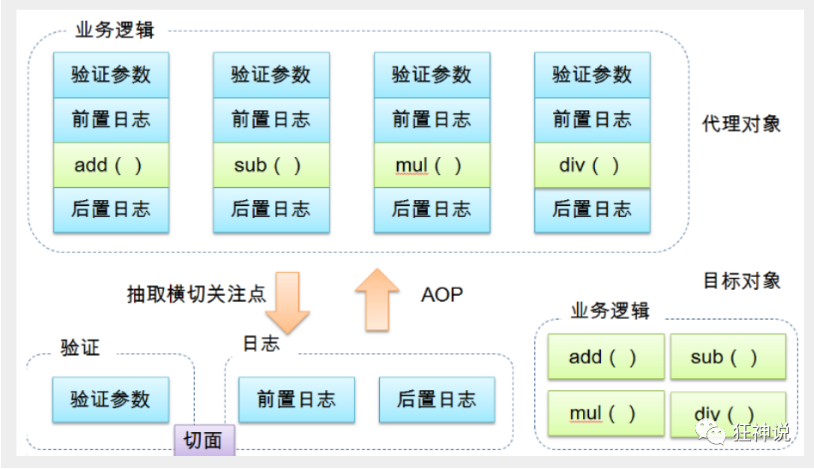 业务逻辑
验证参数 验证参数 验证参数 验证参数
前置日志 前置日志 前置日志 前置日志
add（ ） sub（ ） mul（ ） div（ ）
后置日志 后置日志 后置日志 后置日志
代理对象
抽取横切关注点
AOP
目标对象
验证
验证参数
日志
前置日志 后置日志
切面
业务逻辑
add（ ） sub（ ）
mul（ ） div（ ）
狂神说